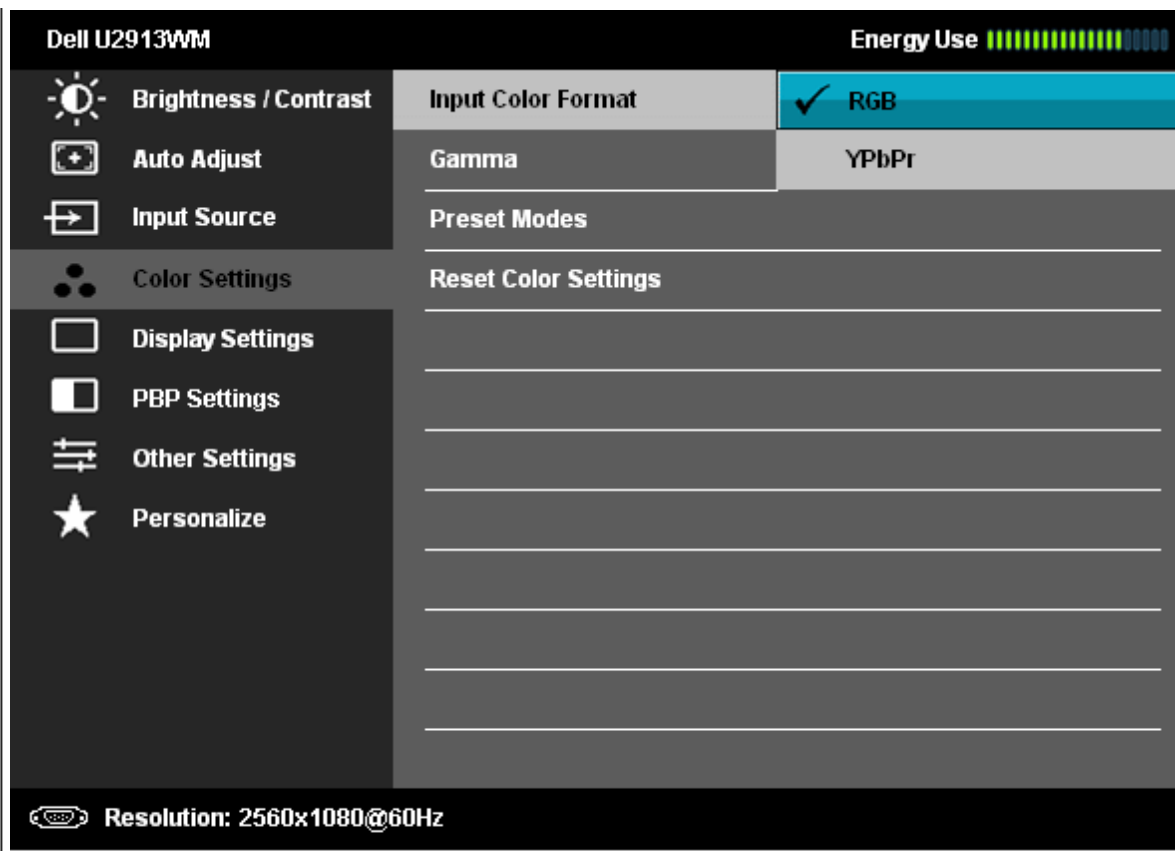 Dell U2913WM Energy Use
Brightness / Contrast Input Color Format RGB
Auto Adjust Gamma YPbPr
Input Source Preset Modes
Color Settings Reset Color Settings
Display Settings
PBP Settings
Other Settings
Personalize
Resolution: 2560x1080@60Hz